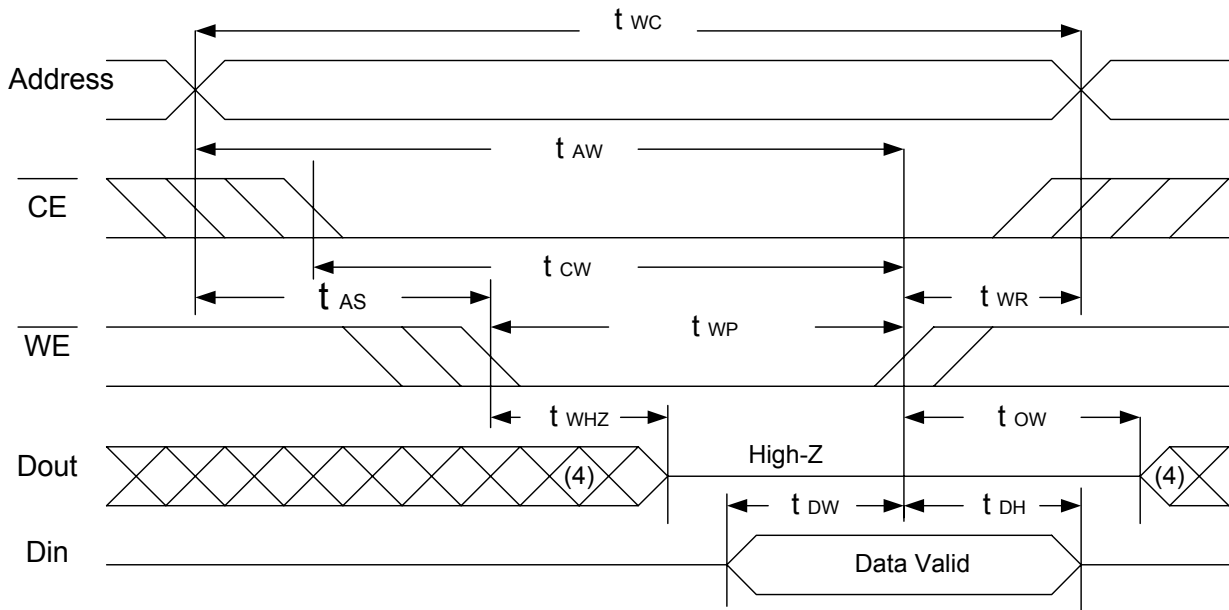 t WC
Address
t AW
CE
t CW
t AS
t WR
WE
t WP
t WHZ
t OW
Dout
(4)
High-Z
(4)
t DW
t DH
Din
Data Valid